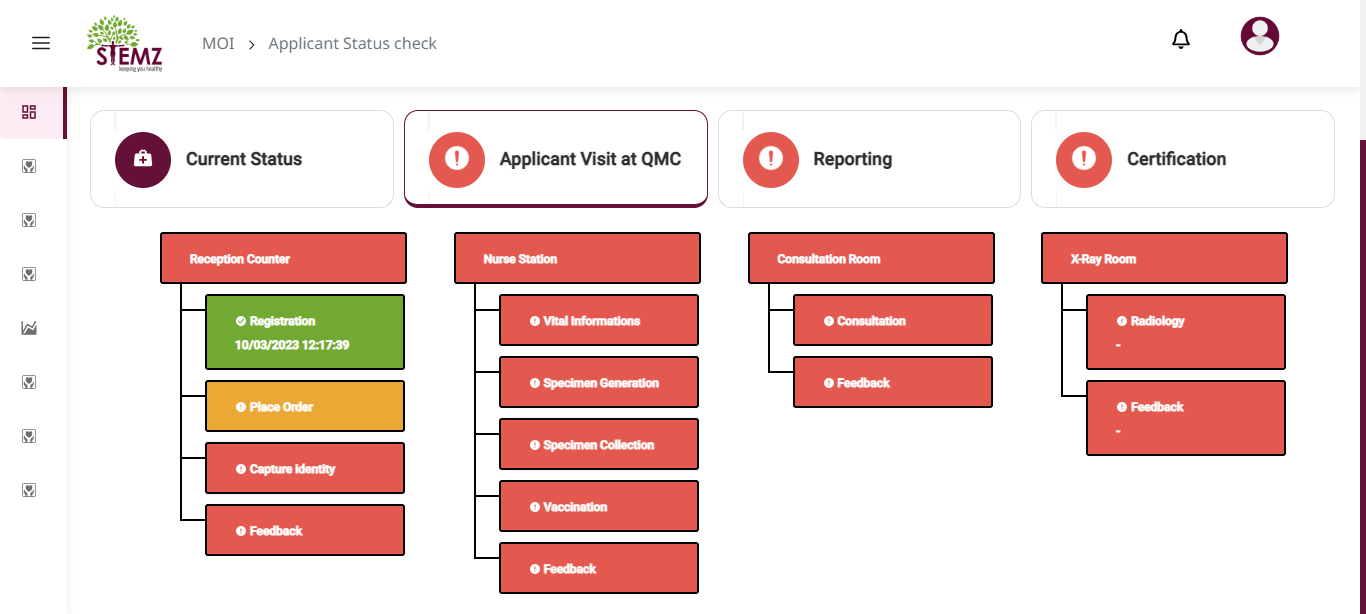 STEMZ
keeping you healthy
MOI > Applicant Status check
Current Status
Applicant Visit at QMC
Reporting
Certification
Reception Counter
Registration
10/03/2023 12:17:39
Place Order
Capture identity
Feedback
Nurse Station
Vital Informations
Specimen Generation
Specimen Collection
Vaccination
Feedback
Consultation Room
Consultation
Feedback
X-Ray Room
Radiology
-
Feedback
-